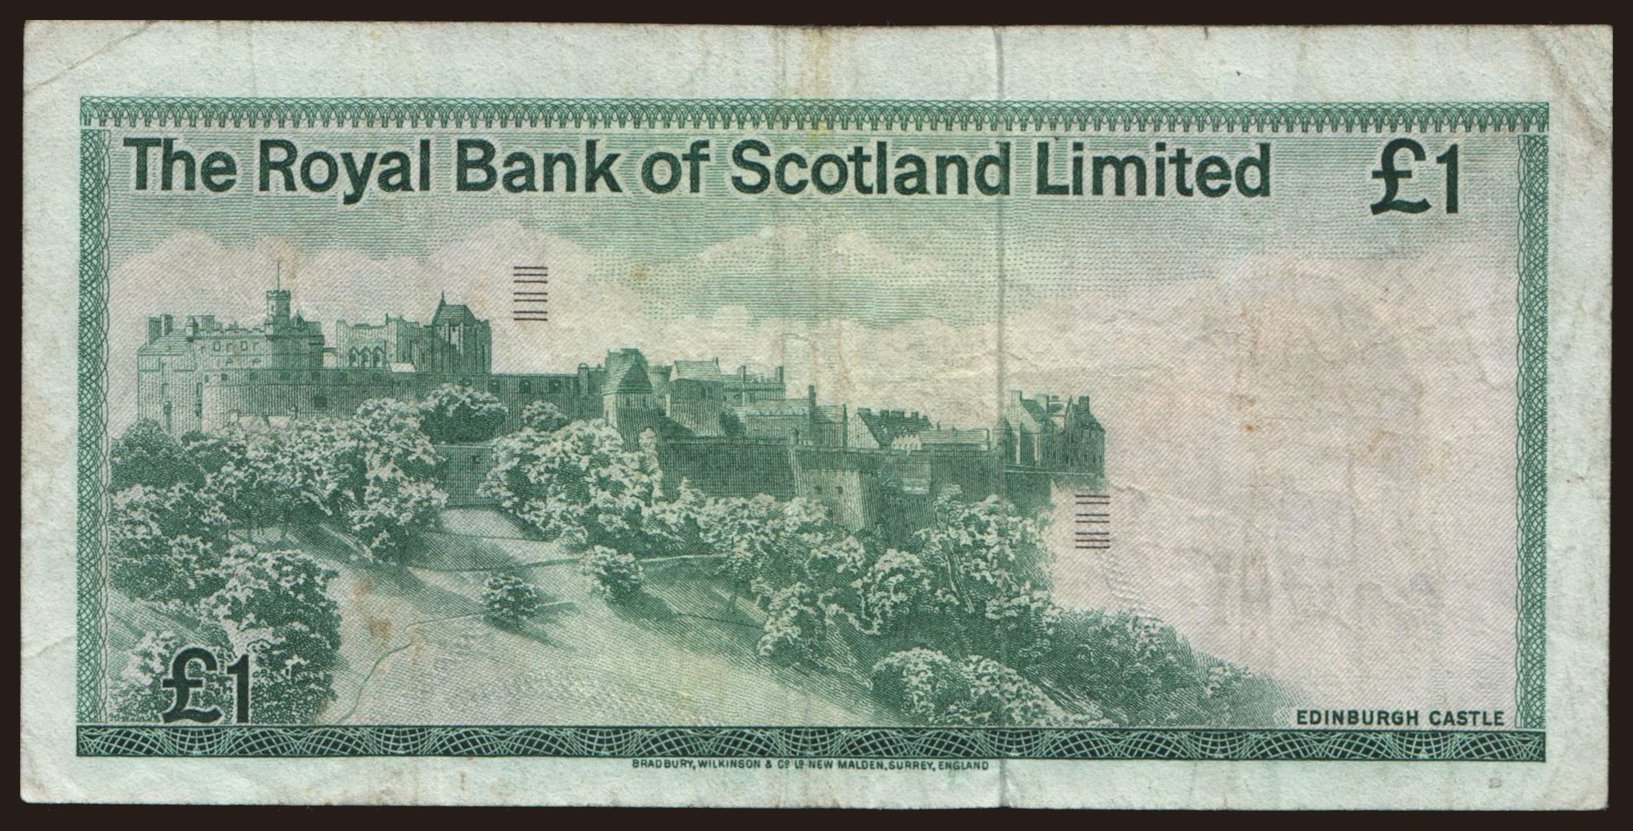 The Royal Bank of Scotland Limited £1
£1
EDINBURGH CASTLE
BRADBURY, WILKINSON & Cº Lᴰ NEW MALDEN, SURREY, ENGLAND